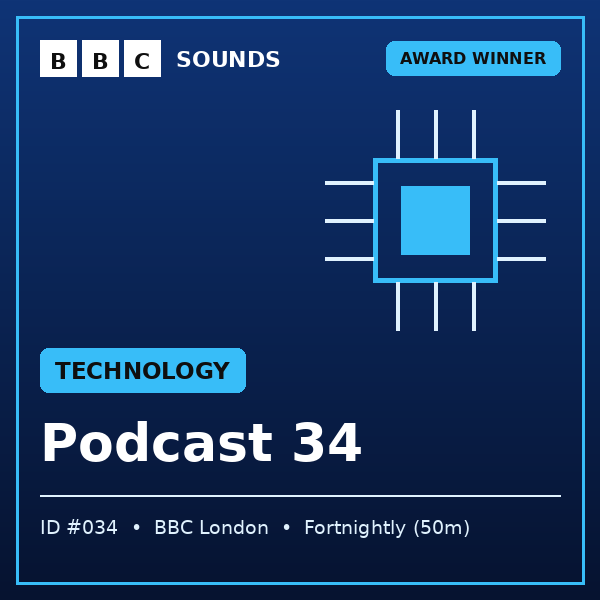 BBC SOUNDS
AWARD WINNER
TECHNOLOGY
Podcast 34
ID #034 • BBC London • Fortnightly (50m)